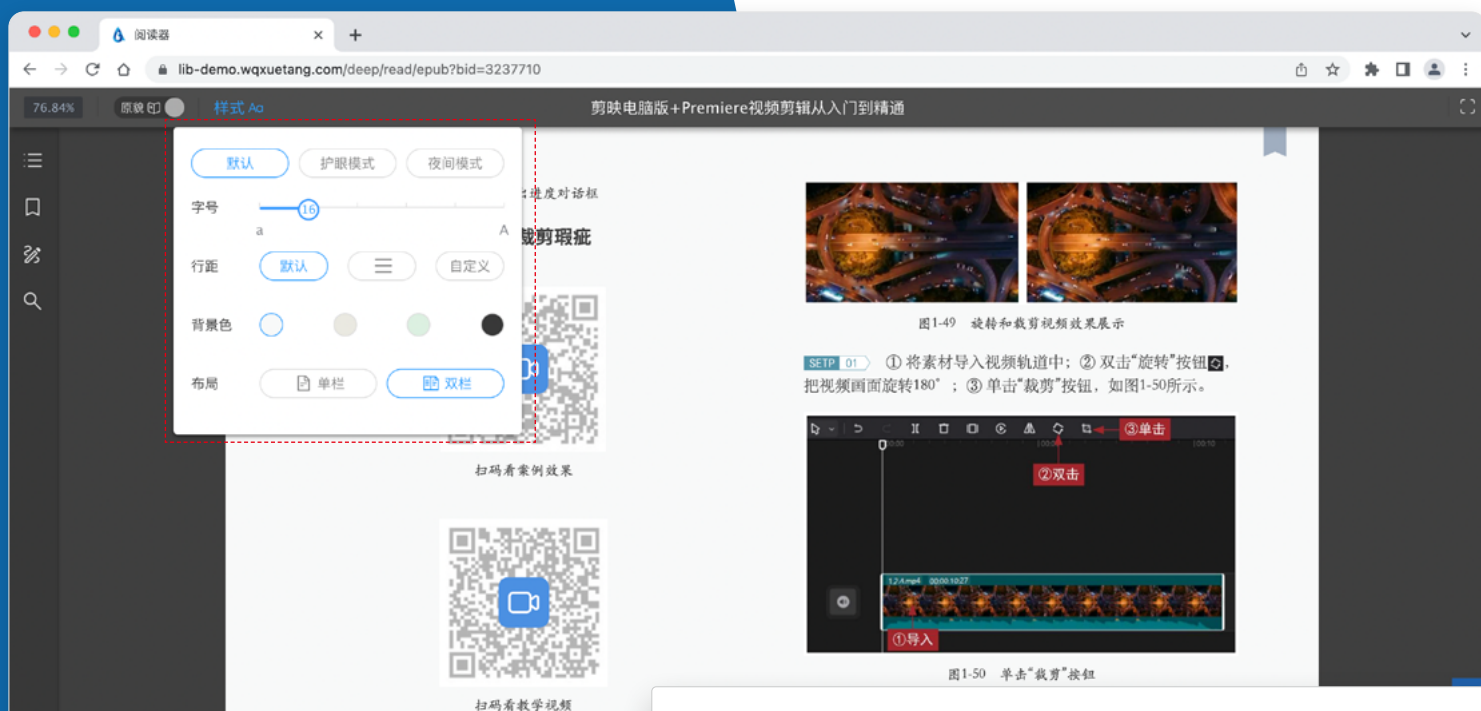 阅读器
lib-demo.wqxuetang.com/deep/read/epub?bid=3237710
76.84%
原貌
样式 Aa
剪映电脑版+Premiere视频剪辑从入门到精通
默认
护眼模式
夜间模式
字号
16
a
A
行距
默认
自定义
背景色
布局
单栏
双栏
进度对话框
裁剪瑕疵
扫码看案例效果
扫码看教学视频
图1-49 旋转和裁剪视频效果展示
SETP 01 ① 将素材导入视频轨道中；② 双击“旋转”按钮，
把视频画面旋转180°；③ 单击“裁剪”按钮，如图1-50所示。
③单击
②双击
1.2-A.mp4 00:00:10:27
①导入
图1-50 单击“裁剪”按钮